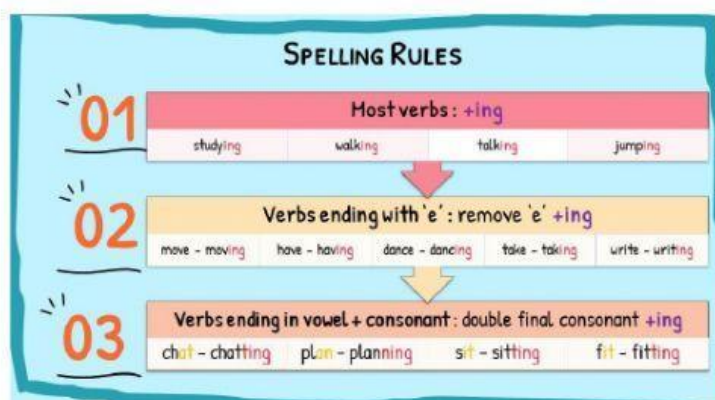 SPELLING RULES
01
Most verbs : +ing
studying walking talking jumping
02
Verbs ending with 'e' : remove 'e' +ing
move - moving have - having dance - dancing take - taking write - writing
03
Verbs ending in vowel + consonant : double final consonant +ing
chat - chatting plan - planning sit - sitting fit - fitting